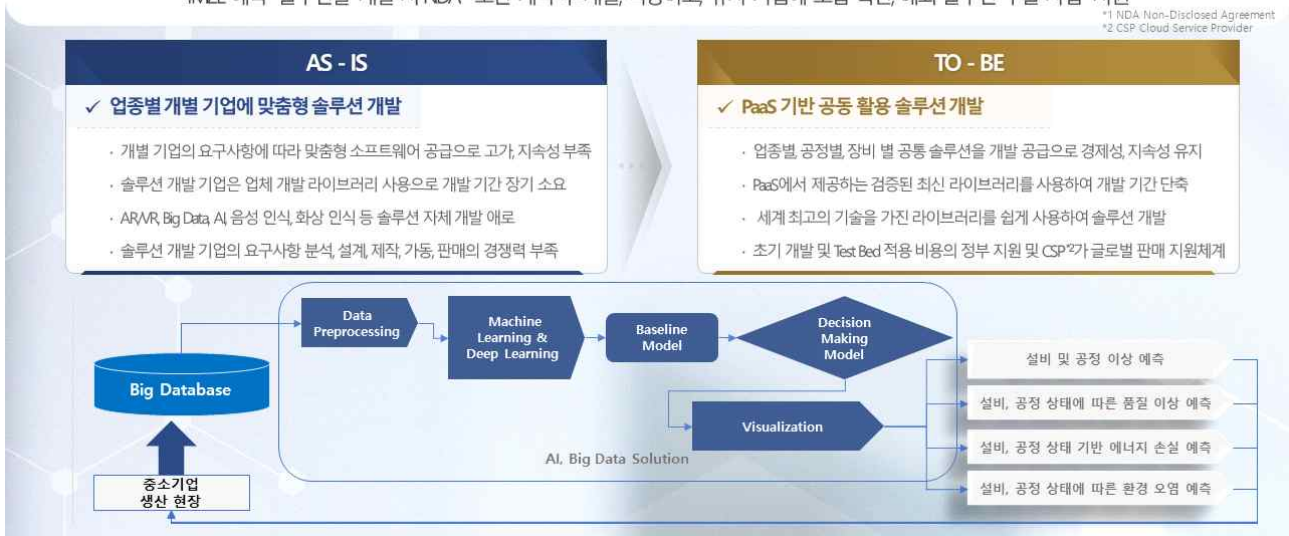 *1 NDA Non-Disclosed Agreement
*2 CSP Cloud Service Provider
AS - IS
✓ 업종별 개별 기업에 맞춤형 솔루션 개발
· 개별 기업의 요구사항에 따라 맞춤형 소프트웨어 공급으로 고가, 지속성 부족
· 솔루션 개발 기업은 업체 개발 라이브러리 사용으로 개발 기간 장기 소요
· AR/VR, Big Data, AI, 음성 인식, 화상 인식 등 솔루션 자체 개발 애로
· 솔루션 개발 기업의 요구사항 분석, 설계, 제작, 가동, 판매의 경쟁력 부족
TO - BE
✓ PaaS 기반 공동 활용 솔루션 개발
· 업종별, 공정별, 장비 별 공통 솔루션을 개발 공급으로 경제성, 지속성 유지
· PaaS에서 제공하는 검증된 최신 라이브러리를 사용하여 개발 기간 단축
· 세계 최고의 기술을 가진 라이브러리를 쉽게 사용하여 솔루션 개발
· 초기 개발 및 Test Bed 적용 비용의 정부 지원 및 CSP*2가 글로벌 판매 지원체계
Data
Preprocessing
Machine
Learning &
Deep Learning
Baseline
Model
Decision
Making
Model
Big Database
Visualization
AI, Big Data Solution
중소기업
생산 현장
설비 및 공정 이상 예측
설비, 공정 상태에 따른 품질 이상 예측
설비, 공정 상태 기반 에너지 손실 예측
설비, 공정 상태에 따른 환경 오염 예측